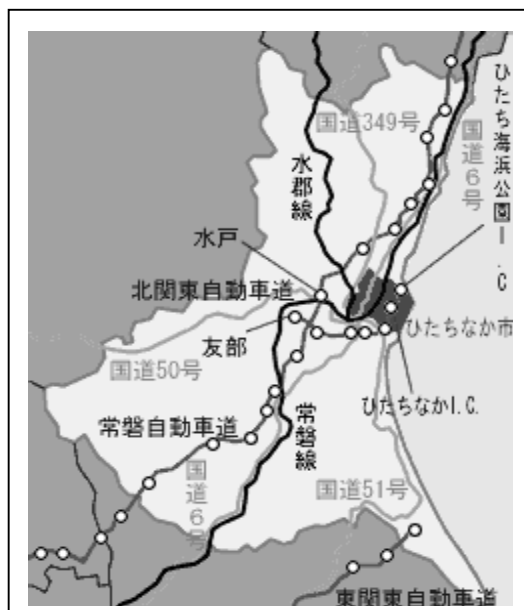 国道349号
ひたち海浜公園I.C
国道6号
水郡線
水戸
北関東自動車道
友部
ひたちなか市
国道50号
ひたちなかI.C.
常磐自動車道
常磐線
国道6号
国道51号
東関東自動車道